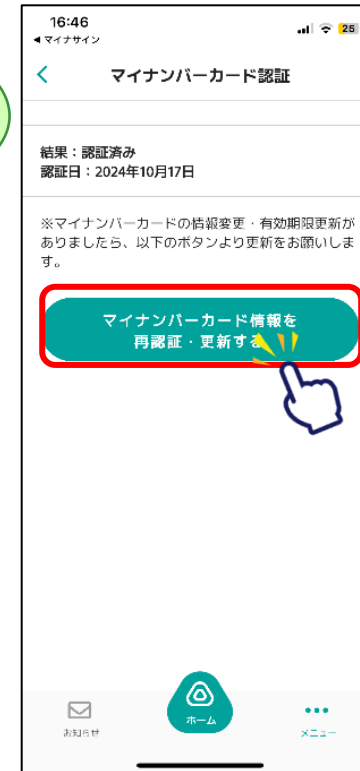 16:46
25
◀マイナサイン
マイナンバーカード認証
結果：認証済み
認証日：2024年10月17日
※マイナンバーカードの情報変更・有効期限更新が
ありましたら、以下のボタンより更新をお願いしま
す。
マイナンバーカード情報を
再認証・更新する
お知らせ
ホーム
メニュー